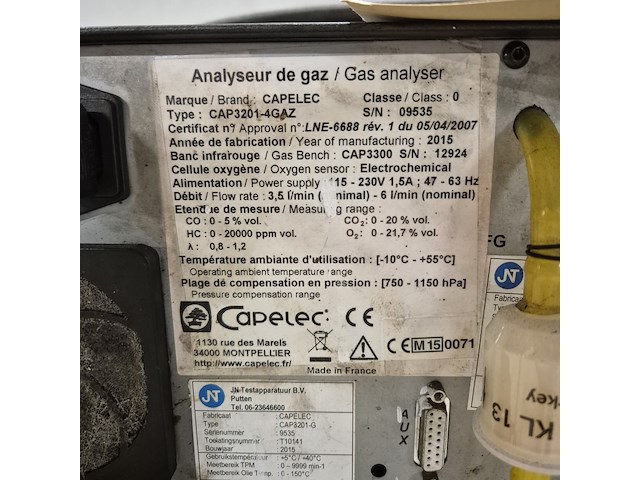 Analyseur de gaz / Gas analyser
Marque / Brand : CAPELEC Classe / Class : 0
Type : CAP3201-4GAZ S/N : 09535
Certificat n° / Approval n°: LNE-6688 rév. 1 du 05/04/2007
Année de fabrication / Year of manufacturing : 2015
Banc infrarouge / Gas Bench : CAP3300 S/N : 12924
Cellule oxygène / Oxygen sensor : Electrochemical
Alimentation / Power supply 115 - 230V 1,5A ; 47 - 63 Hz
Débit / Flow rate : 3,5 l/min (minimal) - 6 l/min (nominal)
Etendue de mesure / Measuring range :
CO : 0 - 5 % vol. CO2 : 0 - 20% vol.
HC : 0 - 20000 ppm vol. O2 : 0 - 21,7% vol.
λ : 0,8 - 1,2
Température ambiante d'utilisation : [-10°C - +55°C]
Operating ambient temperature range
Plage de compensation en pression : [750 - 1150 hPa]
Pressure compensation range
Capelec CE
1130 rue des Marels
34000 MONTPELLIER
http://www.capelec.fr/
Made in France
CE M15 0071
JN
JN-Testapparatuur B.V.
Putten
Tel. 06-23646600
Fabricaat : CAPELEC
Type : CAP3201-G
Serienummer : 9535
Toelatingsnummer : T10141
Bouwjaar : 2015
Gebruikstemperatuur : +5°C / +40°C
Meetbereik TPM : 0 - 9999 min-1
Meetbereik Olie Temp. : 0 - 150°C
AUX
FG
JN
Fabricaat
KL 13
-key